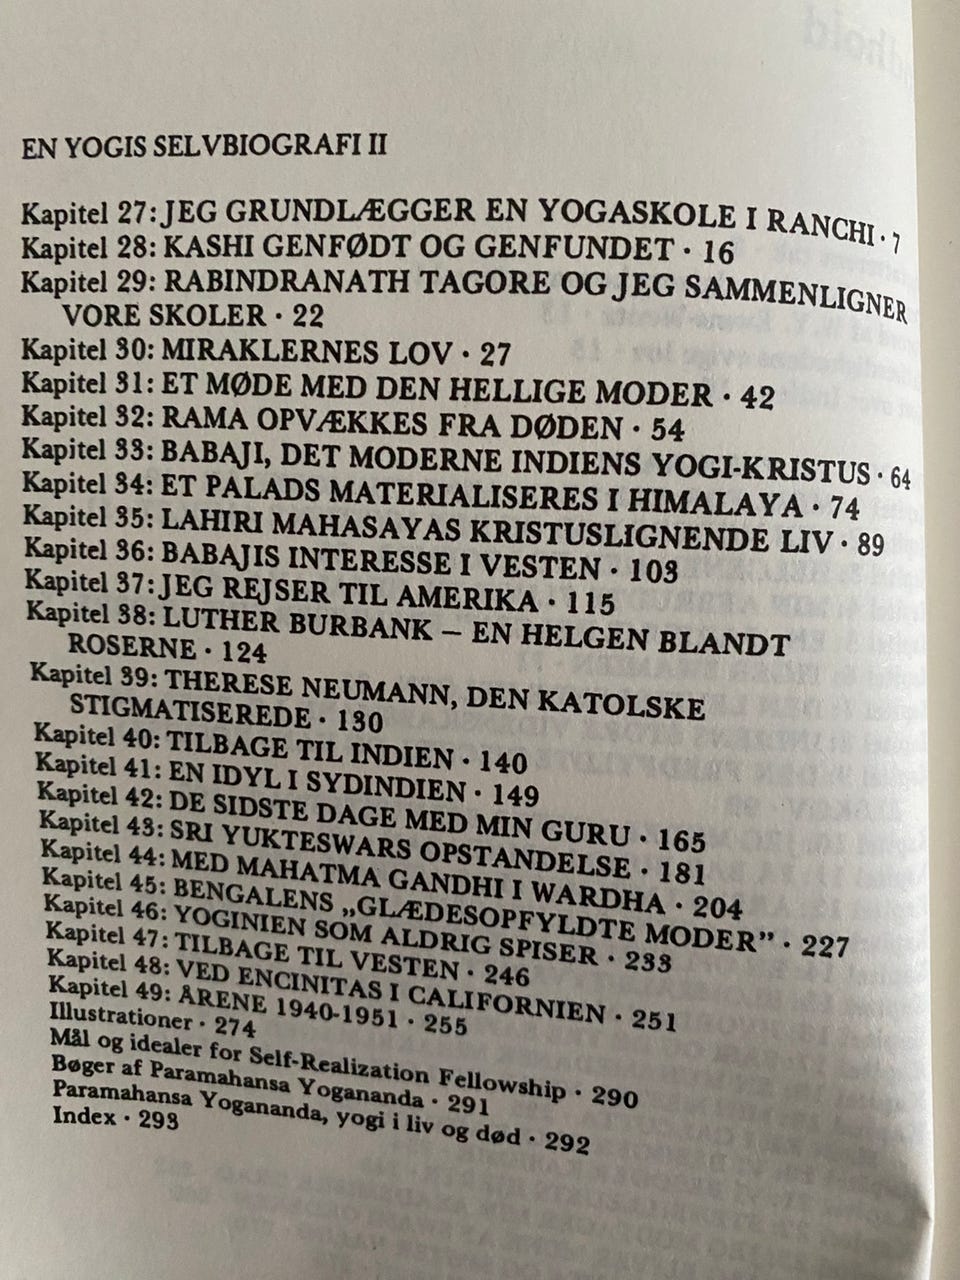 EN YOGIS SELVBIOGRAFI II
Kapitel 27: JEG GRUNDLÆGGER EN YOGASKOLE I RANCHI · 7
Kapitel 28: KASHI GENFØDT OG GENFUNDET · 16
Kapitel 29: RABINDRANATH TAGORE OG JEG SAMMENLIGNER
VORE SKOLER · 22
Kapitel 30: MIRAKLERNES LOV · 27
Kapitel 31: ET MØDE MED DEN HELLIGE MODER · 42
Kapitel 32: RAMA OPVÆKKES FRA DØDEN · 54
Kapitel 33: BABAJI, DET MODERNE INDIENS YOGI-KRISTUS · 64
Kapitel 34: ET PALADS MATERIALISERES I HIMALAYA · 74
Kapitel 35: LAHIRI MAHASAYAS KRISTUSLIGNENDE LIV · 89
Kapitel 36: BABAJIS INTERESSE I VESTEN · 103
Kapitel 37: JEG REJSER TIL AMERIKA · 115
Kapitel 38: LUTHER BURBANK – EN HELGEN BLANDT
ROSERNE · 124
Kapitel 39: THERESE NEUMANN, DEN KATOLSKE
STIGMATISEREDE · 130
Kapitel 40: TILBAGE TIL INDIEN · 140
Kapitel 41: EN IDYL I SYDINDIEN · 149
Kapitel 42: DE SIDSTE DAGE MED MIN GURU · 165
Kapitel 43: SRI YUKTESWARS OPSTANDELSE · 181
Kapitel 44: MED MAHATMA GANDHI I WARDHA · 204
Kapitel 45: BENGALENS „GLÆDESOPFYLDTE MODER” · 227
Kapitel 46: YOGINIEN SOM ALDRIG SPISER · 233
Kapitel 47: TILBAGE TIL VESTEN · 246
Kapitel 48: VED ENCINITAS I CALIFORNIEN · 251
Kapitel 49: ÅRENE 1940-1951 · 255
Illustrationer · 274
Mål og idealer for Self-Realization Fellowship · 290
Bøger af Paramahansa Yogananda · 291
Paramahansa Yogananda, yogi i liv og død · 292
Index · 293